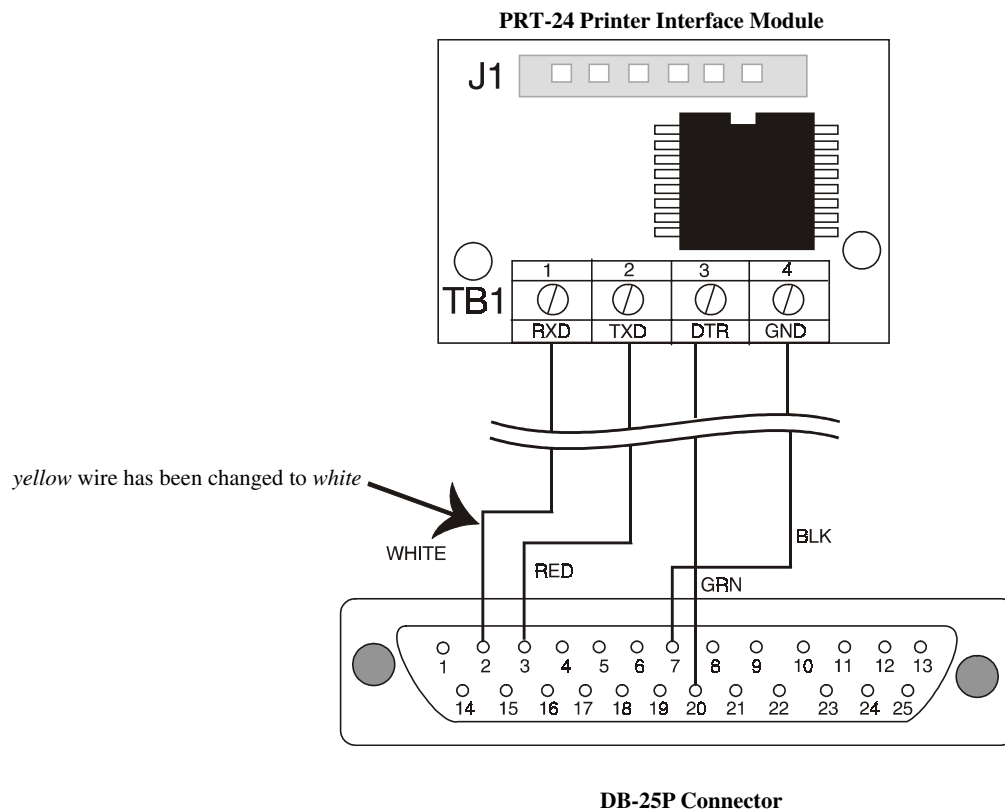 PRT-24 Printer Interface Module
J1
1 2 3 4
TB1
RXD TXD DTR GND
yellow wire has been changed to white
WHITE
RED
BLK
GRN
1 2 3 4 5 6 7 8 9 10 11 12 13
14 15 16 17 18 19 20 21 22 23 24 25
DB-25P Connector